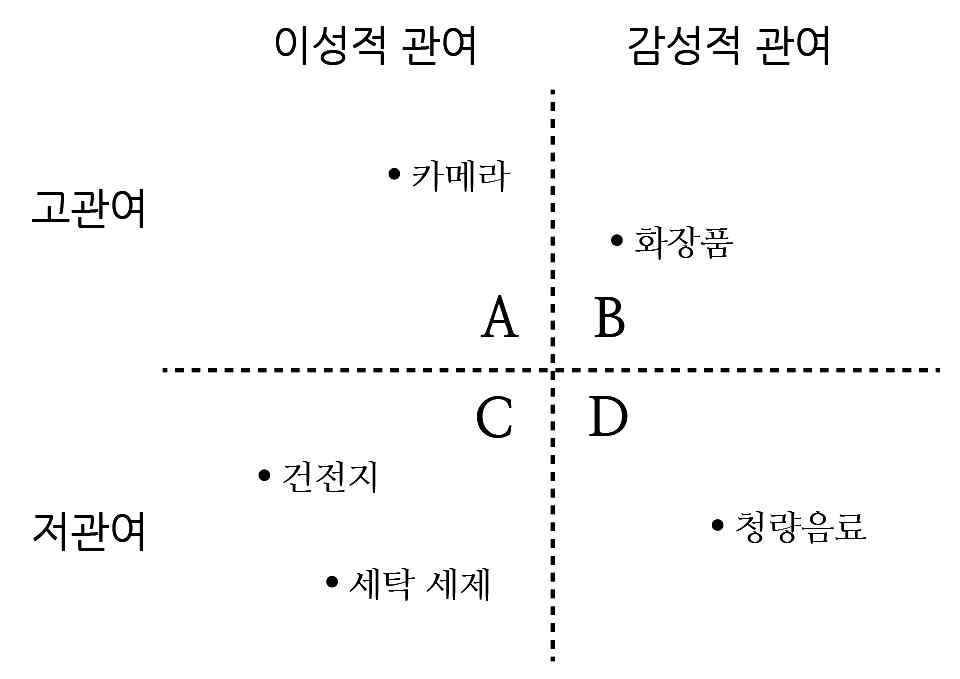 이성적 관여 감성적 관여
• 카메라
고관여
• 화장품
A B
C D
• 건전지
저관여
• 청량음료
• 세탁 세제